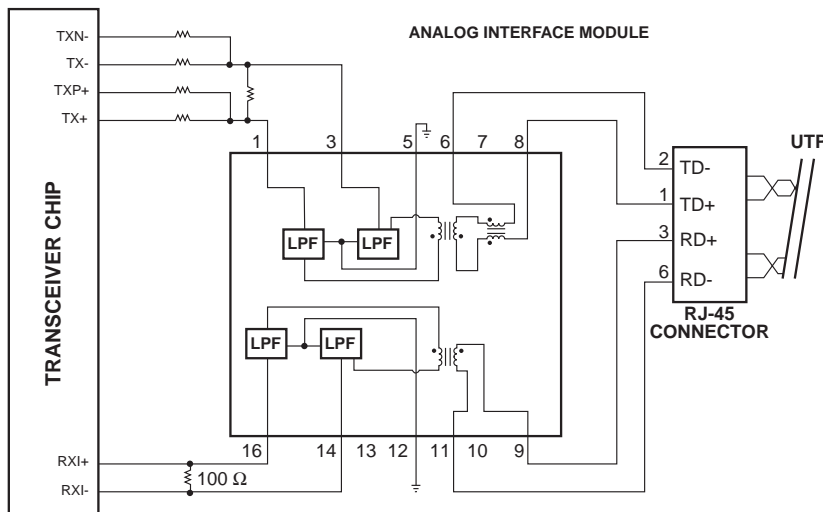 ANALOG INTERFACE MODULE
TRANSCEIVER CHIP
TXN-
TX-
TXP+
TX+
1 3 5 6 7 8
LPF LPF
LPF LPF
16 14 13 12 11 10 9
RXI+
RXI-
100 Ω
2 TD-
1 TD+
3 RD+
6 RD-
RJ-45
CONNECTOR
UTP